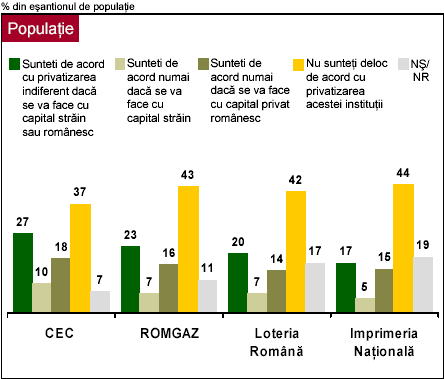 % din eşantionul de populaţie
Populaţie
Sunteti de acord
cu privatizarea
indiferent dacă
se va face cu
capital străin
sau românesc
Sunteti de
acord numai
dacă se va
face cu
capital străin
Sunteti de
acord numai
dacă se va face
cu capital privat
românesc
Nu sunteţi deloc
de acord cu
privatizarea
acestei instituţii
NŞ/
NR
27
10
18
37
7
23
7
16
43
11
20
7
14
42
17
17
5
15
44
19
CEC
ROMGAZ
Loteria
Română
Imprimeria
Naţională